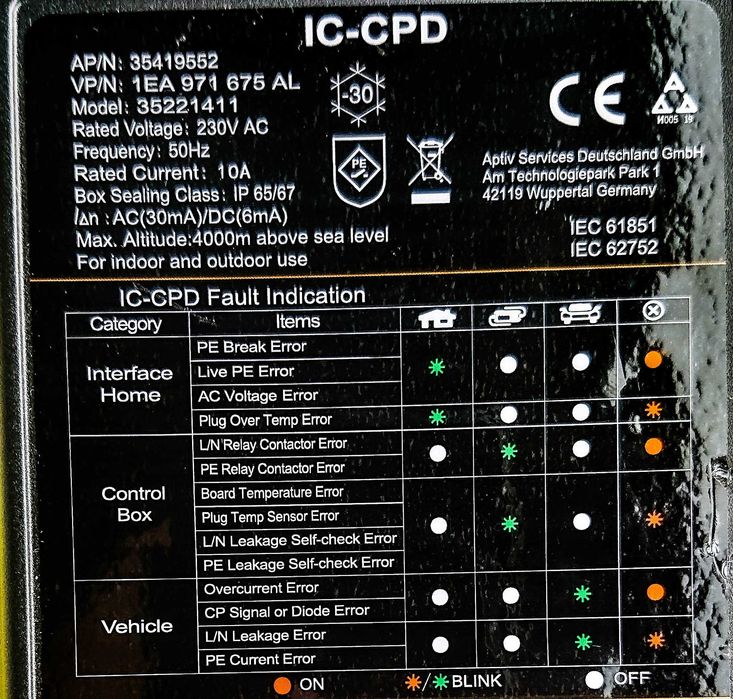 IC-CPD
AP/N: 35419552
VP/N: 1EA 971 675 AL
Model: 35221411
Rated Voltage: 230V AC
Frequency: 50Hz
Rated Current: 10A
Box Sealing Class: IP 65/67
I∆n : AC(30mA)/DC(6mA)
Max. Altitude:4000m above sea level
For indoor and outdoor use
-30
PE
CE
И005 19
Aptiv Services Deutschland GmbH
Am Technologiepark Park 1
42119 Wuppertal Germany
IEC 61851
IEC 62752
IC-CPD Fault Indication
Category Items
Interface Home
PE Break Error
Live PE Error
AC Voltage Error
Plug Over Temp Error
Control Box
L/N Relay Contactor Error
PE Relay Contactor Error
Board Temperature Error
Plug Temp Sensor Error
L/N Leakage Self-check Error
PE Leakage Self-check Error
Vehicle
Overcurrent Error
CP Signal or Diode Error
L/N Leakage Error
PE Current Error
ON / BLINK OFF